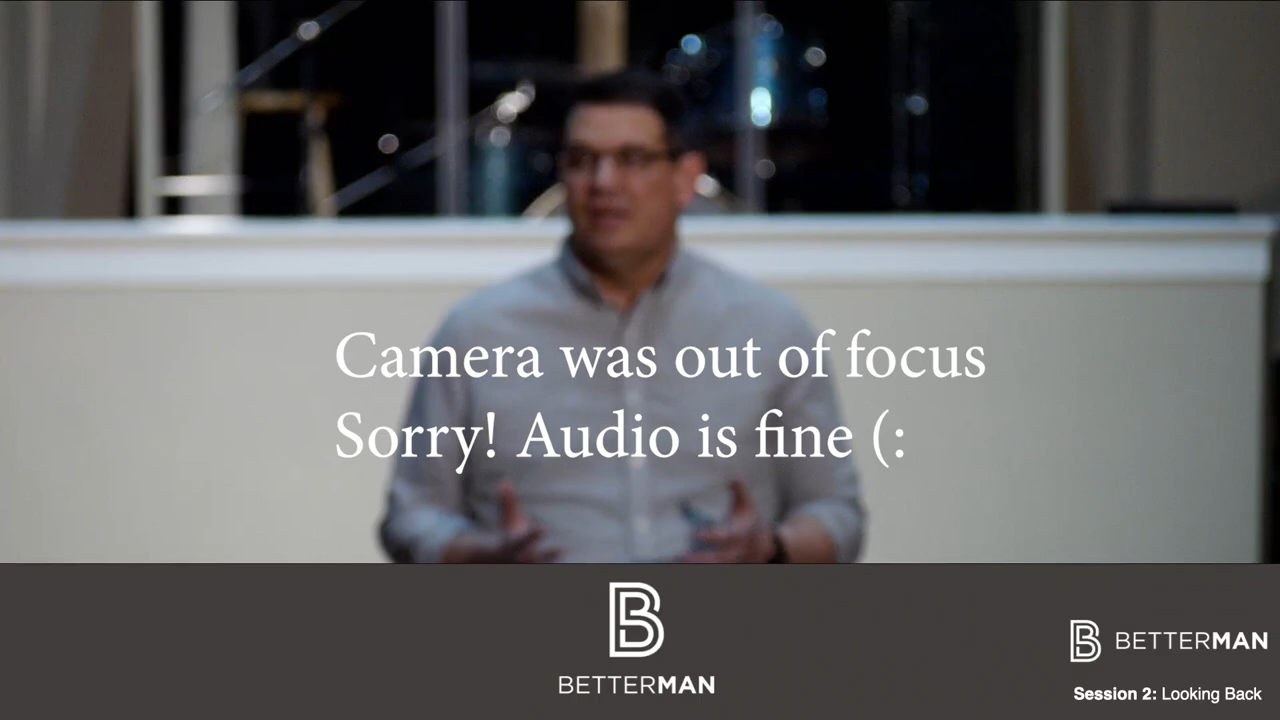 Camera was out of focus
Sorry! Audio is fine (:
BETTERMAN
BETTERMAN
Session 2: Looking Back